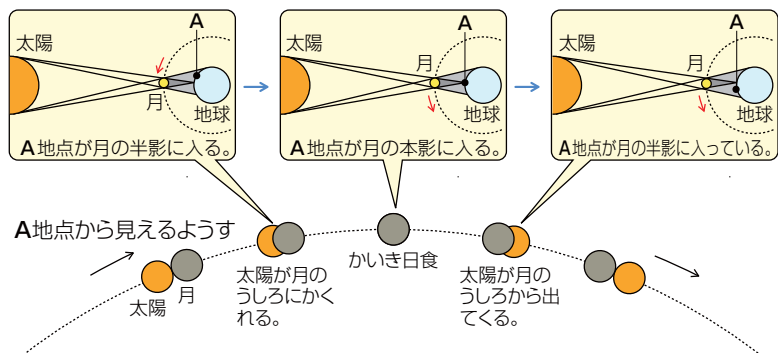 A
太陽
月
地球
A地点が月の半影に入る。
A
太陽
月
地球
A地点が月の本影に入る。
A
太陽
月
地球
A地点が月の半影に入っている。
A地点から見えるようす
太陽
月
太陽が月の
うしろにかく
れる。
かいき日食
太陽が月の
うしろから出
てくる。